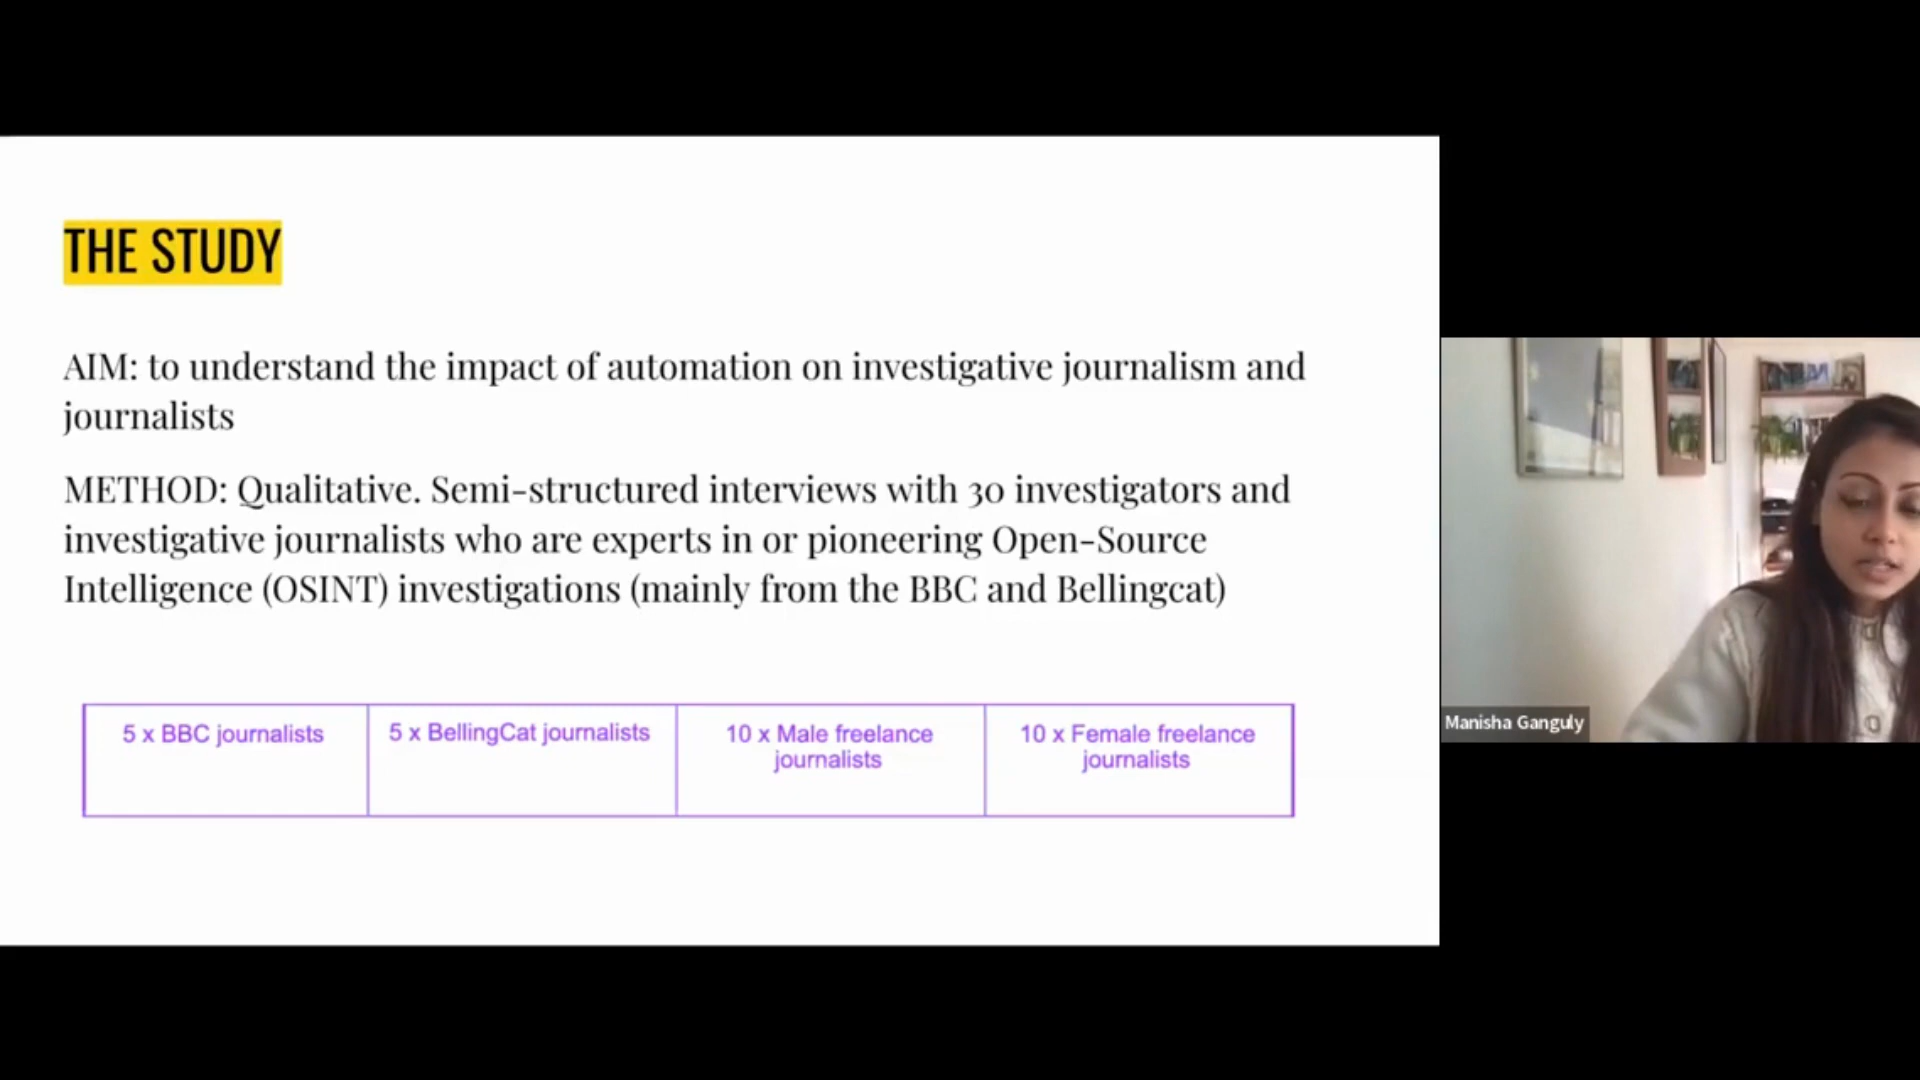 THE STUDY
AIM: to understand the impact of automation on investigative journalism and
journalists
METHOD: Qualitative. Semi-structured interviews with 30 investigators and
investigative journalists who are experts in or pioneering Open-Source
Intelligence (OSINT) investigations (mainly from the BBC and Bellingcat)
5 x BBC journalists
5 x BellingCat journalists
10 x Male freelance
journalists
10 x Female freelance
journalists
Manisha Ganguly